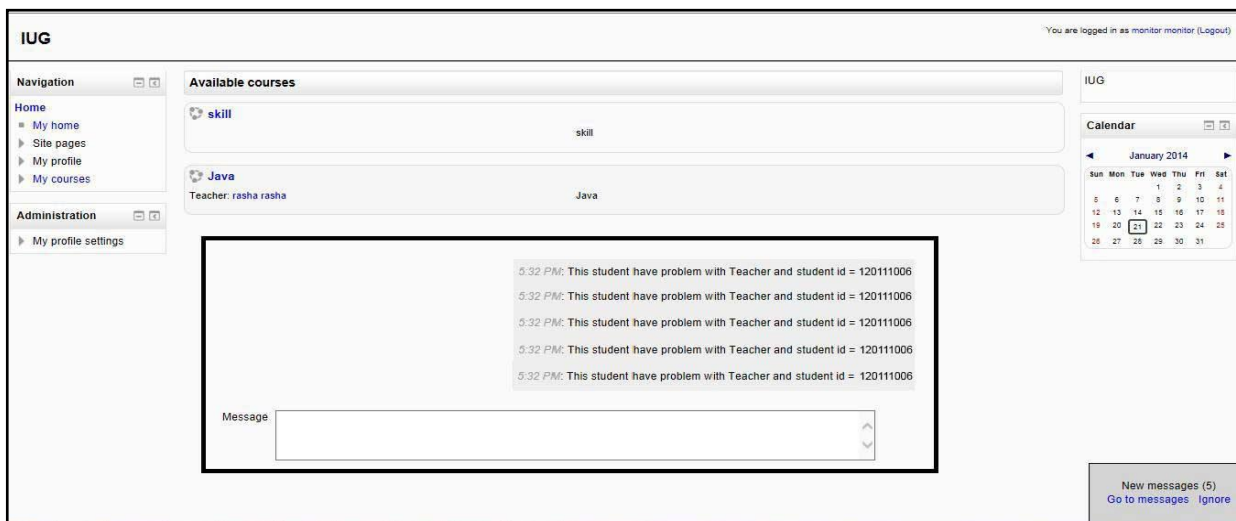 IUG
You are logged in as monitor monitor (Logout)
Navigation
Home
My home
Site pages
My profile
My courses
Administration
My profile settings
Available courses
skill
skill
Java
Teacher: rasha rasha
Java
5:32 PM: This student have problem with Teacher and student id = 120111006
5:32 PM: This student have problem with Teacher and student id = 120111006
5:32 PM: This student have problem with Teacher and student id = 120111006
5:32 PM: This student have problem with Teacher and student id = 120111006
5:32 PM: This student have problem with Teacher and student id = 120111006
Message
IUG
Calendar
January 2014
Sun Mon Tue Wed Thu Fri Sat
1 2 3 4
5 6 7 8 9 10 11
12 13 14 15 16 17 18
19 20 21 22 23 24 25
26 27 28 29 30 31
New messages (5)
Go to messages Ignore